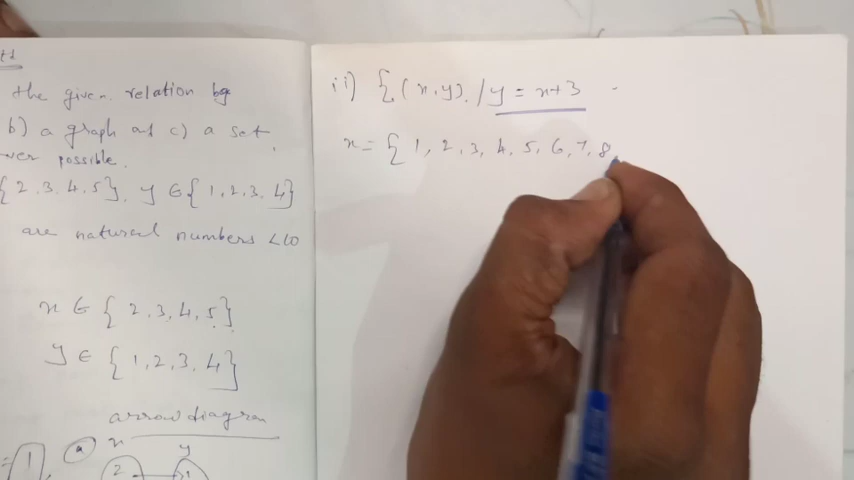 the given relation by
b) a graph and c) a set,
ver possible.
{2,3,4,5}, y ∈ {1,2,3,4}
are natural numbers <10
x ∈ {2,3,4,5}
y ∈ {1,2,3,4}
arrow diagram
ⓐ x y
2 1
=1
ii) {(x,y). / y = x+3
x = {1, 2, 3, 4, 5, 6, 7, 8,